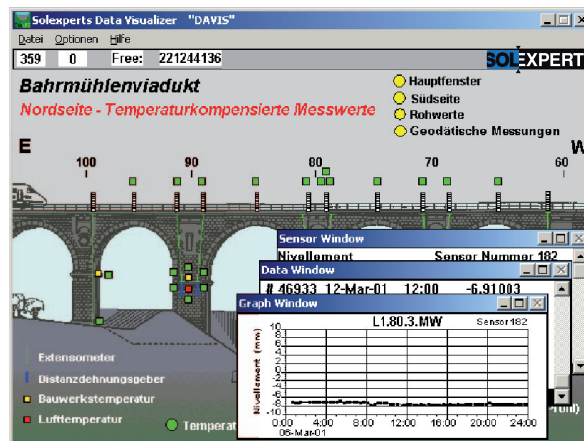 Solexperts Data Visualizer "DAVIS"
Datei Optionen Hilfe
359 0 Free: 221244136
SOLEXPERT
Bahrmühlenviadukt
Nordseite - Temperaturkompensierte Messwerte
Hauptfenster
Südseite
Rohwerte
Geodätische Messungen
E
W
100 90 80 70 60
Sensor Window
Nivellement Sensor Nummer 182
Data Window
# 46933 12-Mar-01 12:00 -6.91003
Graph Window
L1.80.3.MW Sensor182
Nivellement (mm)
10
8
6
4
2
0
-2
-4
-6
-8
-10
0:00 4:00 8:00 12:00 16:00 20:00 24:00
06-Mar-01
Extensometer
Distanzdehnungsgeber
Bauwerkstemperatur
Lufttemperatur
Temperat